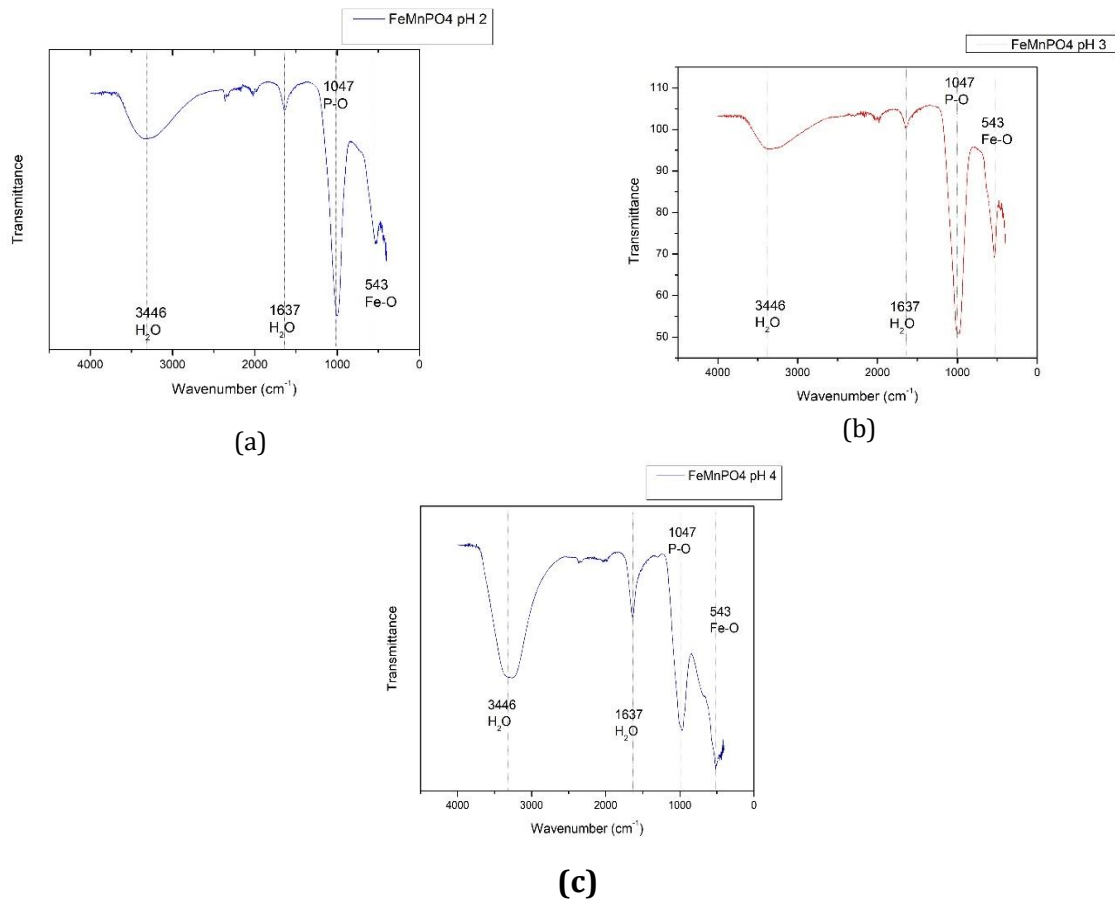 FeMnPO4 pH 2
Transmittance
1047
P-O
543
Fe-O
3446
H₂O
1637
H₂O
4000 3000 2000 1000 0
Wavenumber (cm⁻¹)
(a)
FeMnPO4 pH 3
Transmittance
110
100
90
80
70
60
50
1047
P-O
543
Fe-O
3446
H₂O
1637
H₂O
4000 3000 2000 1000 0
Wavenumber (cm⁻¹)
(b)
FeMnPO4 pH 4
Transmittance
1047
P-O
543
Fe-O
3446
H₂O
1637
H₂O
4000 3000 2000 1000 0
Wavenumber (cm⁻¹)
(c)